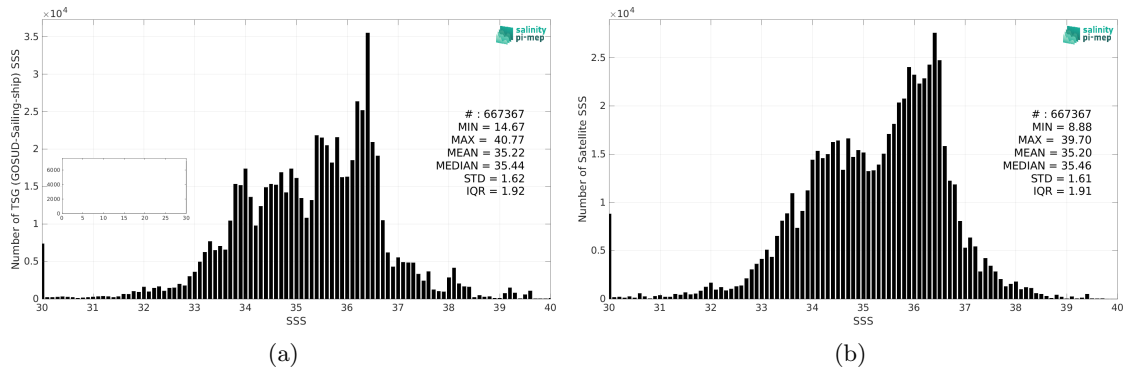 ×10⁴
3.5
3
2.5
2
1.5
1
0.5
0
Number of TSG (GOSUD-Sailing-ship) SSS
salinity
pi-mep
# : 667367
MIN = 14.67
MAX = 40.77
MEAN = 35.22
MEDIAN = 35.44
STD = 1.62
IQR = 1.92
6000
4000
2000
0
0 5 10 15 20 25 30
30 31 32 33 34 35 36 37 38 39 40
SSS
(a)
×10⁴
2.5
2
1.5
1
0.5
0
Number of Satellite SSS
salinity
pi-mep
# : 667367
MIN = 8.88
MAX = 39.70
MEAN = 35.20
MEDIAN = 35.46
STD = 1.61
IQR = 1.91
30 31 32 33 34 35 36 37 38 39 40
SSS
(b)